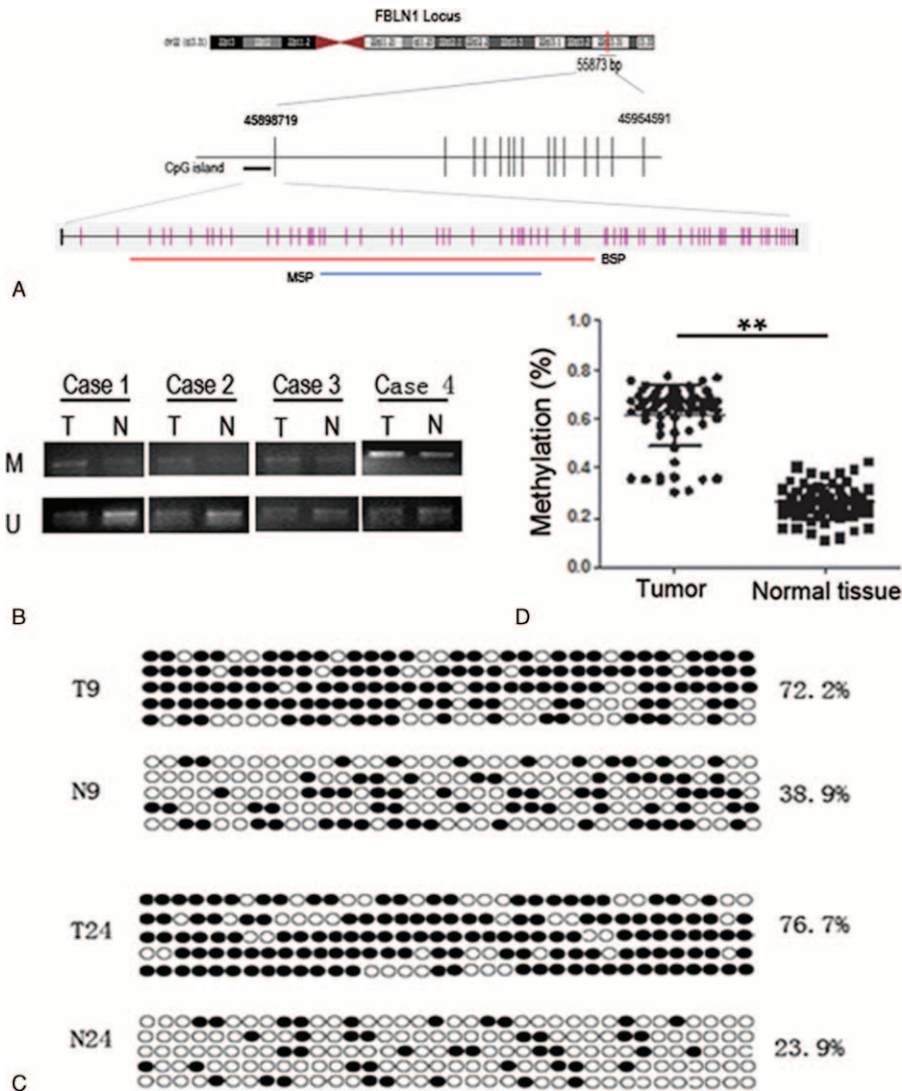 FBLN1 Locus
55873 bp
45898719
45954591
CpG island
BSP
MSP
A
Case 1 Case 2 Case 3 Case 4
T N T N T N T N
M
U
B
1.0
0.8
0.6
0.4
0.2
0.0
Methylation (%)
**
Tumor
Normal tissue
D
T9
72.2%
N9
38.9%
T24
76.7%
N24
23.9%
C